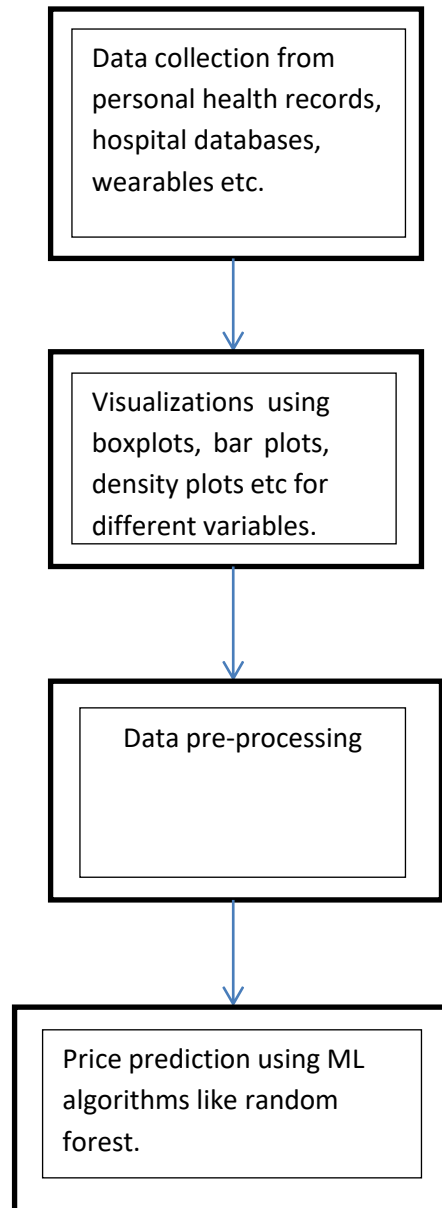 Data collection from
personal health records,
hospital databases,
wearables etc.
Visualizations using
boxplots, bar plots,
density plots etc for
different variables.
Data pre-processing
Price prediction using ML
algorithms like random
forest.